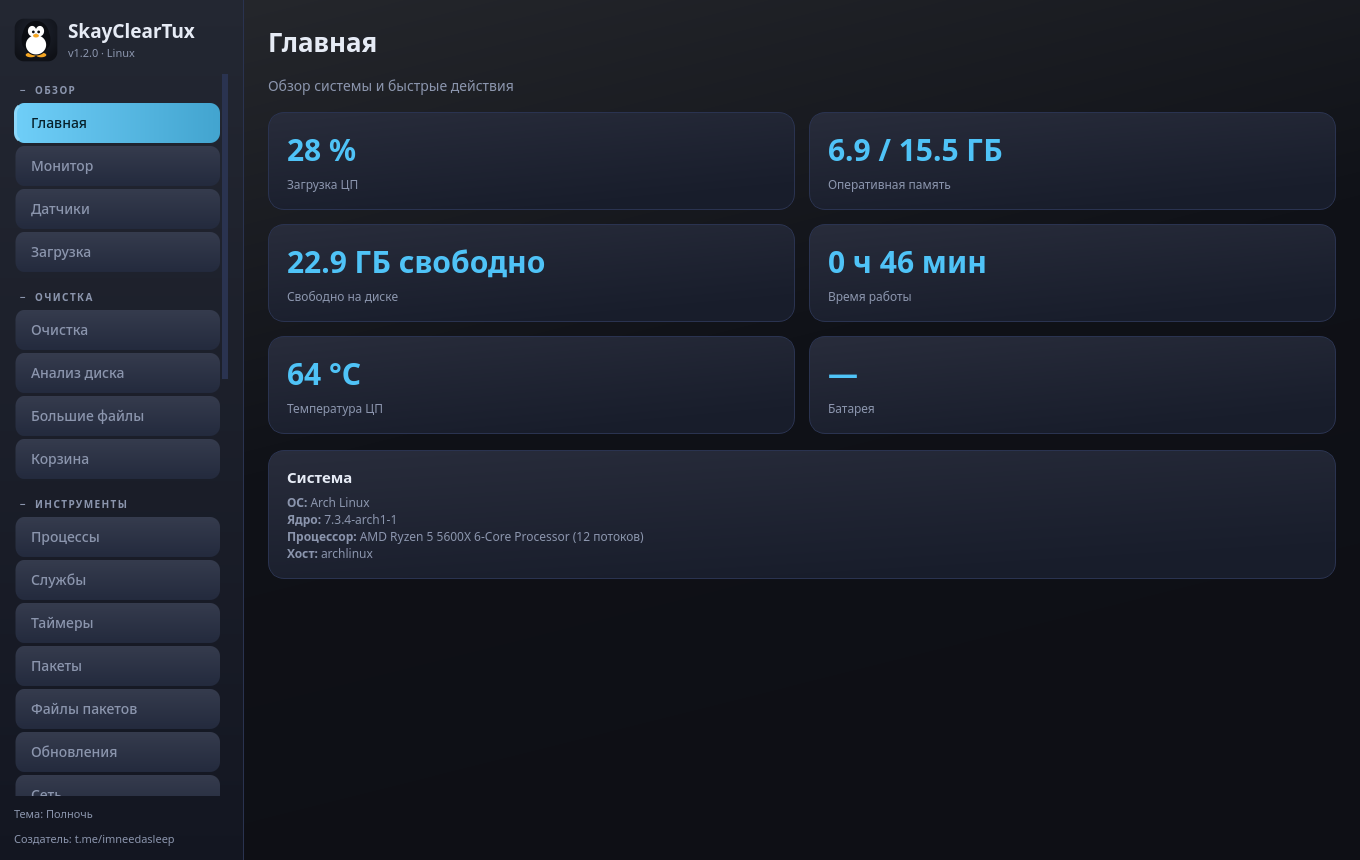 SkayClearTux
v1.2.0 · Linux
– ОБЗОР
Главная
Монитор
Датчики
Загрузка
– ОЧИСТКА
Очистка
Анализ диска
Большие файлы
Корзина
– ИНСТРУМЕНТЫ
Процессы
Службы
Таймеры
Пакеты
Файлы пакетов
Обновления
Сеть
Тема: Полночь
Создатель: t.me/imneedasleep
Главная
Обзор системы и быстрые действия
28 %
Загрузка ЦП
6.9 / 15.5 ГБ
Оперативная память
22.9 ГБ свободно
Свободно на диске
0 ч 46 мин
Время работы
64 °C
Температура ЦП
—
Батарея
Система
ОС: Arch Linux
Ядро: 7.3.4-arch1-1
Процессор: AMD Ryzen 5 5600X 6-Core Processor (12 потоков)
Хост: archlinux